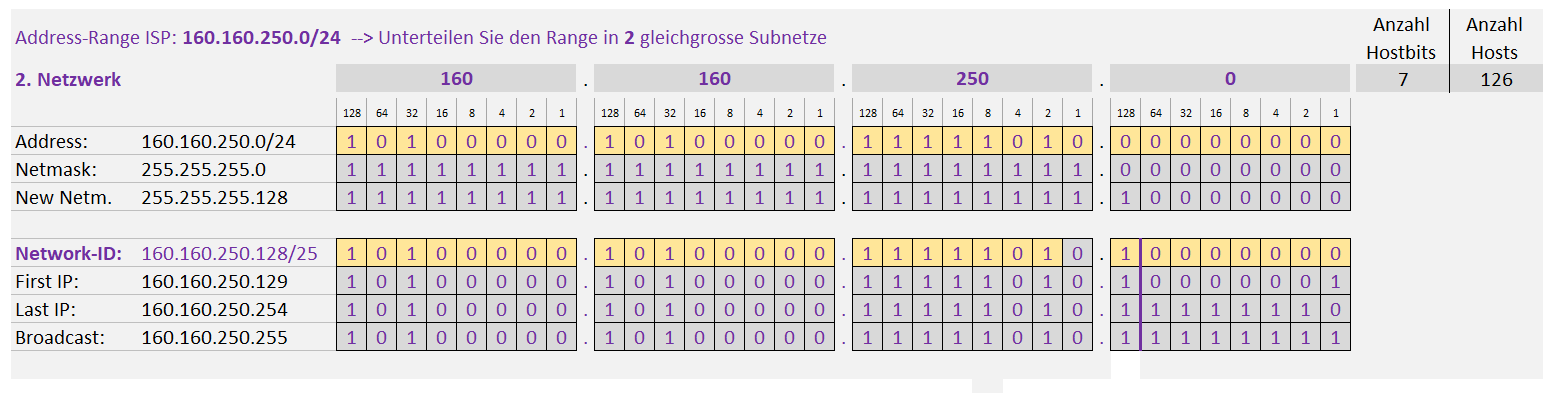 Address-Range ISP: 160.160.250.0/24 --> Unterteilen Sie den Range in 2 gleichgrosse Subnetze
Anzahl Hostbits
Anzahl Hosts
2. Netzwerk 160 . 160 . 250 . 0 7 126
128 64 32 16 8 4 2 1 128 64 32 16 8 4 2 1 128 64 32 16 8 4 2 1 128 64 32 16 8 4 2 1
Address: 160.160.250.0/24 1 0 1 0 0 0 0 0 . 1 0 1 0 0 0 0 0 . 1 1 1 1 1 0 1 0 . 0 0 0 0 0 0 0 0
Netmask: 255.255.255.0 1 1 1 1 1 1 1 1 . 1 1 1 1 1 1 1 1 . 1 1 1 1 1 1 1 1 . 0 0 0 0 0 0 0 0
New Netm. 255.255.255.128 1 1 1 1 1 1 1 1 . 1 1 1 1 1 1 1 1 . 1 1 1 1 1 1 1 1 . 1 0 0 0 0 0 0 0
Network-ID: 160.160.250.128/25 1 0 1 0 0 0 0 0 . 1 0 1 0 0 0 0 0 . 1 1 1 1 1 0 1 0 . 1 0 0 0 0 0 0 0
First IP: 160.160.250.129 1 0 1 0 0 0 0 0 . 1 0 1 0 0 0 0 0 . 1 1 1 1 1 0 1 0 . 1 0 0 0 0 0 0 1
Last IP: 160.160.250.254 1 0 1 0 0 0 0 0 . 1 0 1 0 0 0 0 0 . 1 1 1 1 1 0 1 0 . 1 1 1 1 1 1 1 0
Broadcast: 160.160.250.255 1 0 1 0 0 0 0 0 . 1 0 1 0 0 0 0 0 . 1 1 1 1 1 0 1 0 . 1 1 1 1 1 1 1 1